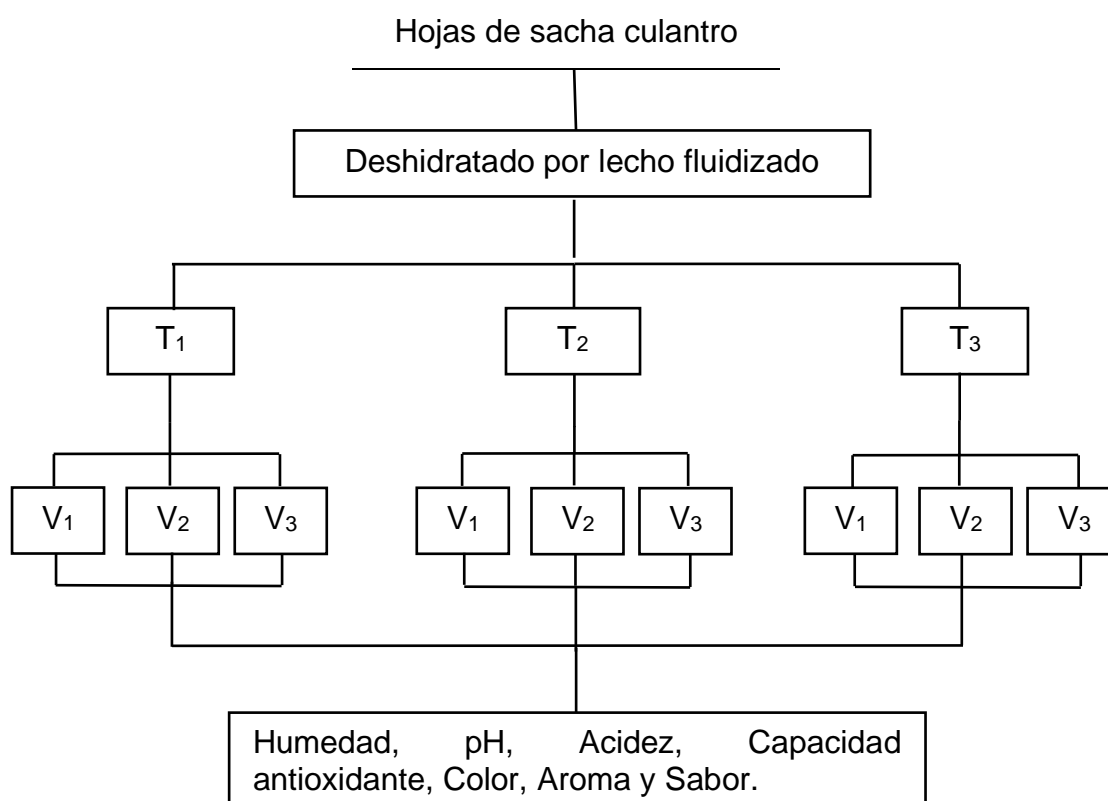 Hojas de sacha culantro
Deshidratado por lecho fluidizado
T1 T2 T3
V1 V2 V3 V1 V2 V3 V1 V2 V3
Humedad, pH, Acidez, Capacidad
antioxidante, Color, Aroma y Sabor.